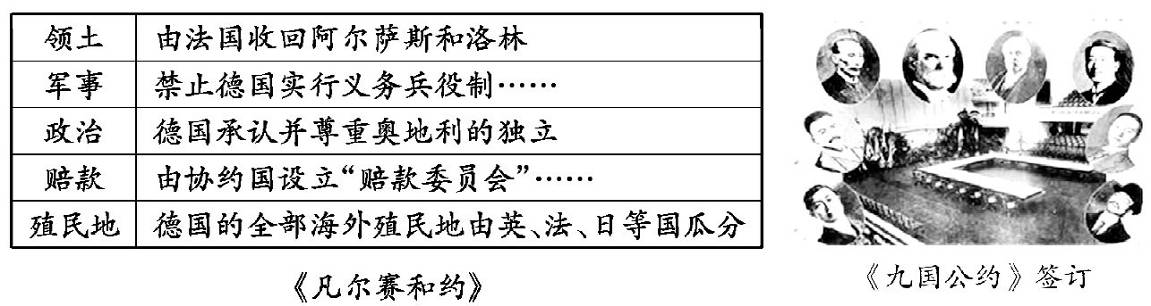 领土 由法国收回阿尔萨斯和洛林
军事 禁止德国实行义务兵役制……
政治 德国承认并尊重奥地利的独立
赔款 由协约国设立“赔款委员会”……
殖民地 德国的全部海外殖民地由英、法、日等国瓜分
《凡尔赛和约》
《九国公约》签订